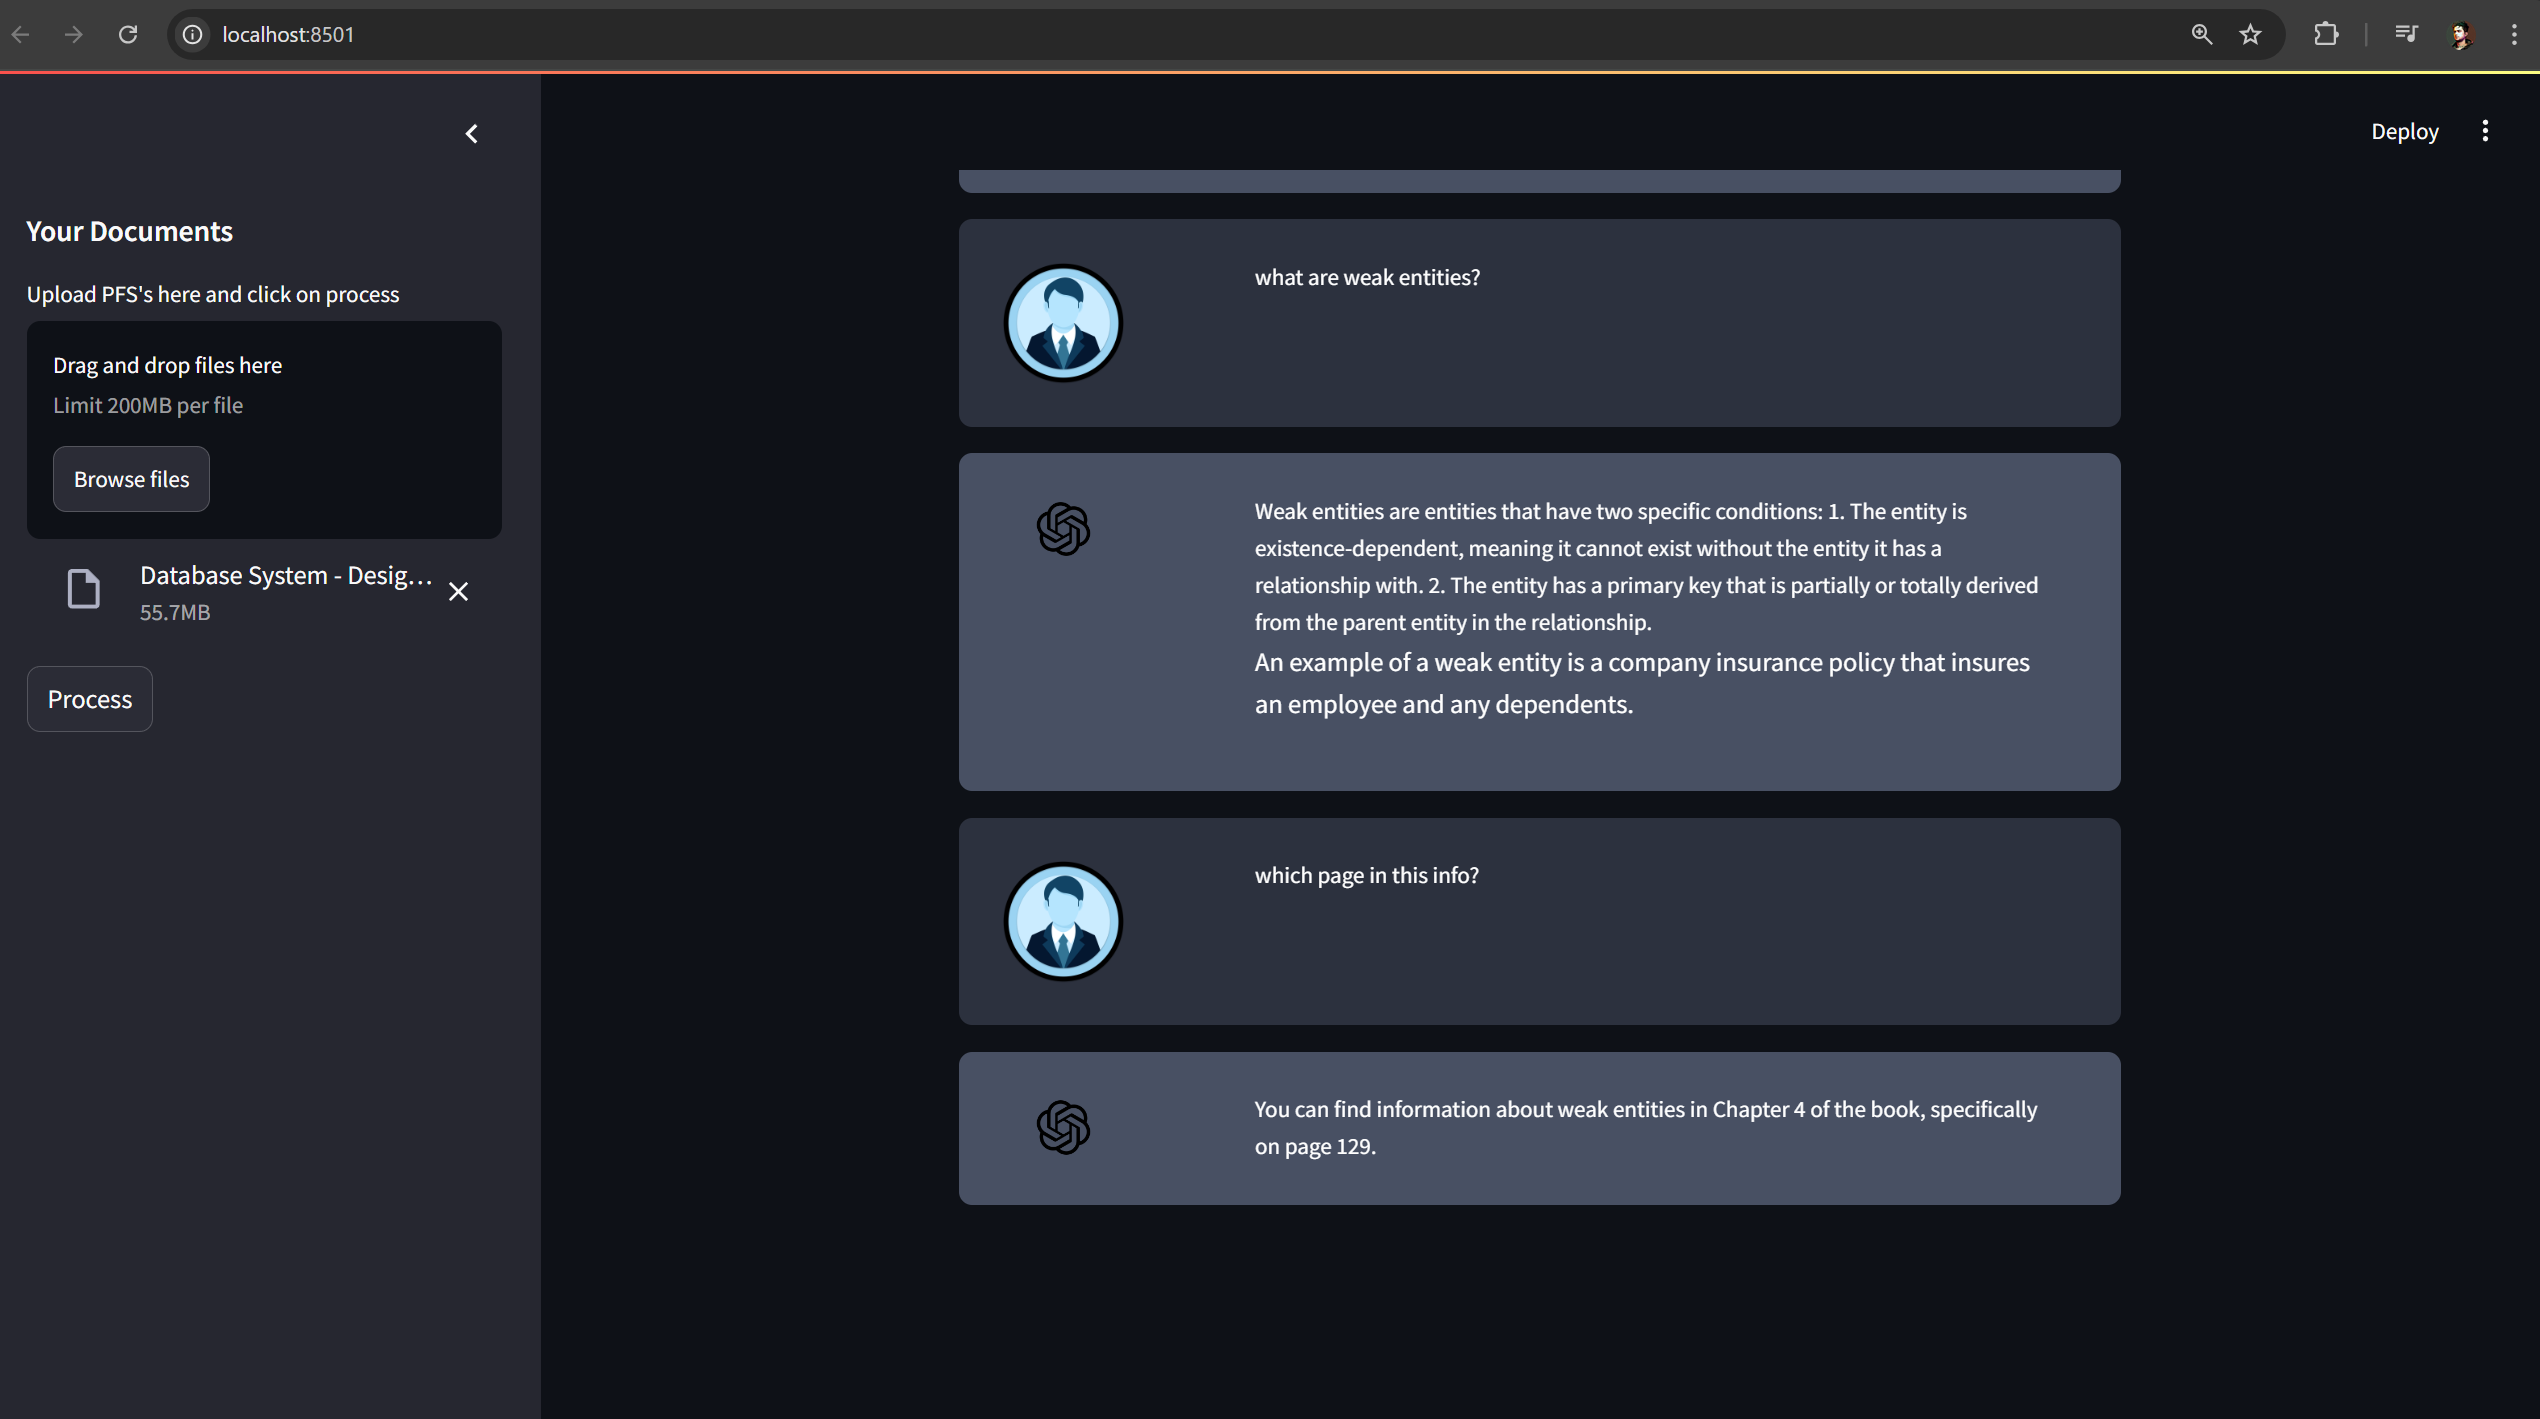 localhost:8501
Deploy
Your Documents
Upload PFS's here and click on process
Drag and drop files here
Limit 200MB per file
Browse files
Database System - Desig...
55.7MB
Process
what are weak entities?
Weak entities are entities that have two specific conditions: 1. The entity is
existence-dependent, meaning it cannot exist without the entity it has a
relationship with. 2. The entity has a primary key that is partially or totally derived
from the parent entity in the relationship.
An example of a weak entity is a company insurance policy that insures
an employee and any dependents.
which page in this info?
You can find information about weak entities in Chapter 4 of the book, specifically
on page 129.